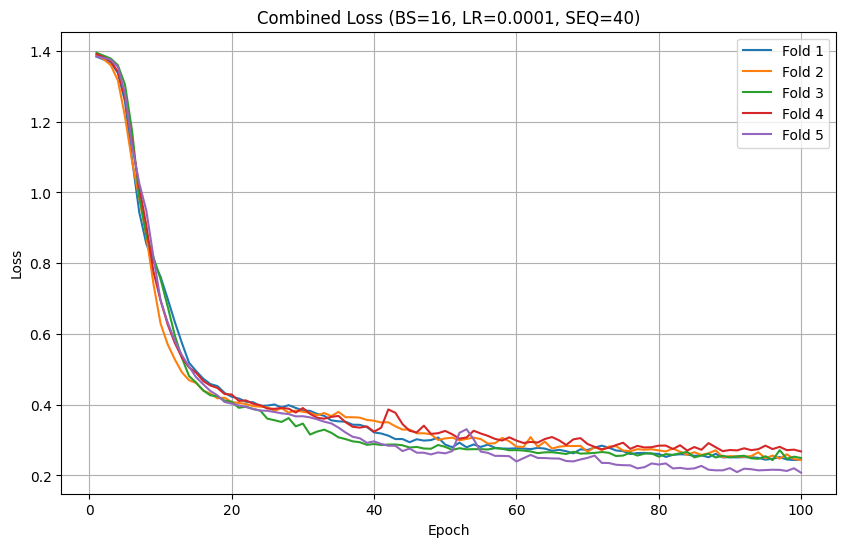 Combined Loss (BS=16, LR=0.0001, SEQ=40)
Fold 1
Fold 2
Fold 3
Fold 4
Fold 5
Loss
1.4
1.2
1.0
0.8
0.6
0.4
0.2
0 20 40 60 80 100
Epoch